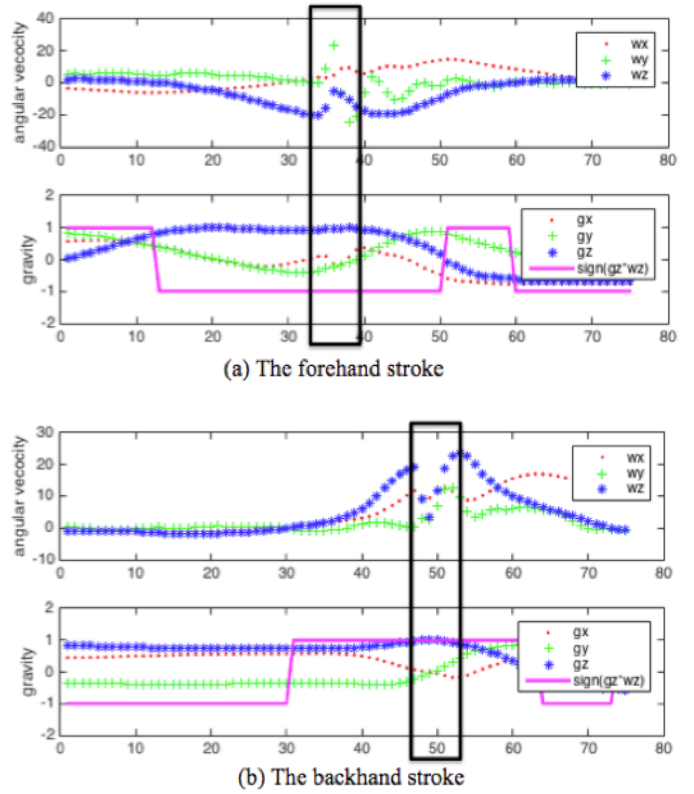 40
20
0
-20
-40
angular vecocity
wx
wy
wz
0 10 20 30 40 50 60 70 80
2
1
0
-1
-2
gravity
gx
gy
gz
sign(gz*wz)
0 10 20 30 40 50 60 70 80
(a) The forehand stroke
30
20
10
0
-10
angular vecocity
wx
wy
wz
0 10 20 30 40 50 60 70 80
2
1
0
-1
-2
gravity
gx
gy
gz
sign(gz*wz)
0 10 20 30 40 50 60 70 80
(b) The backhand stroke